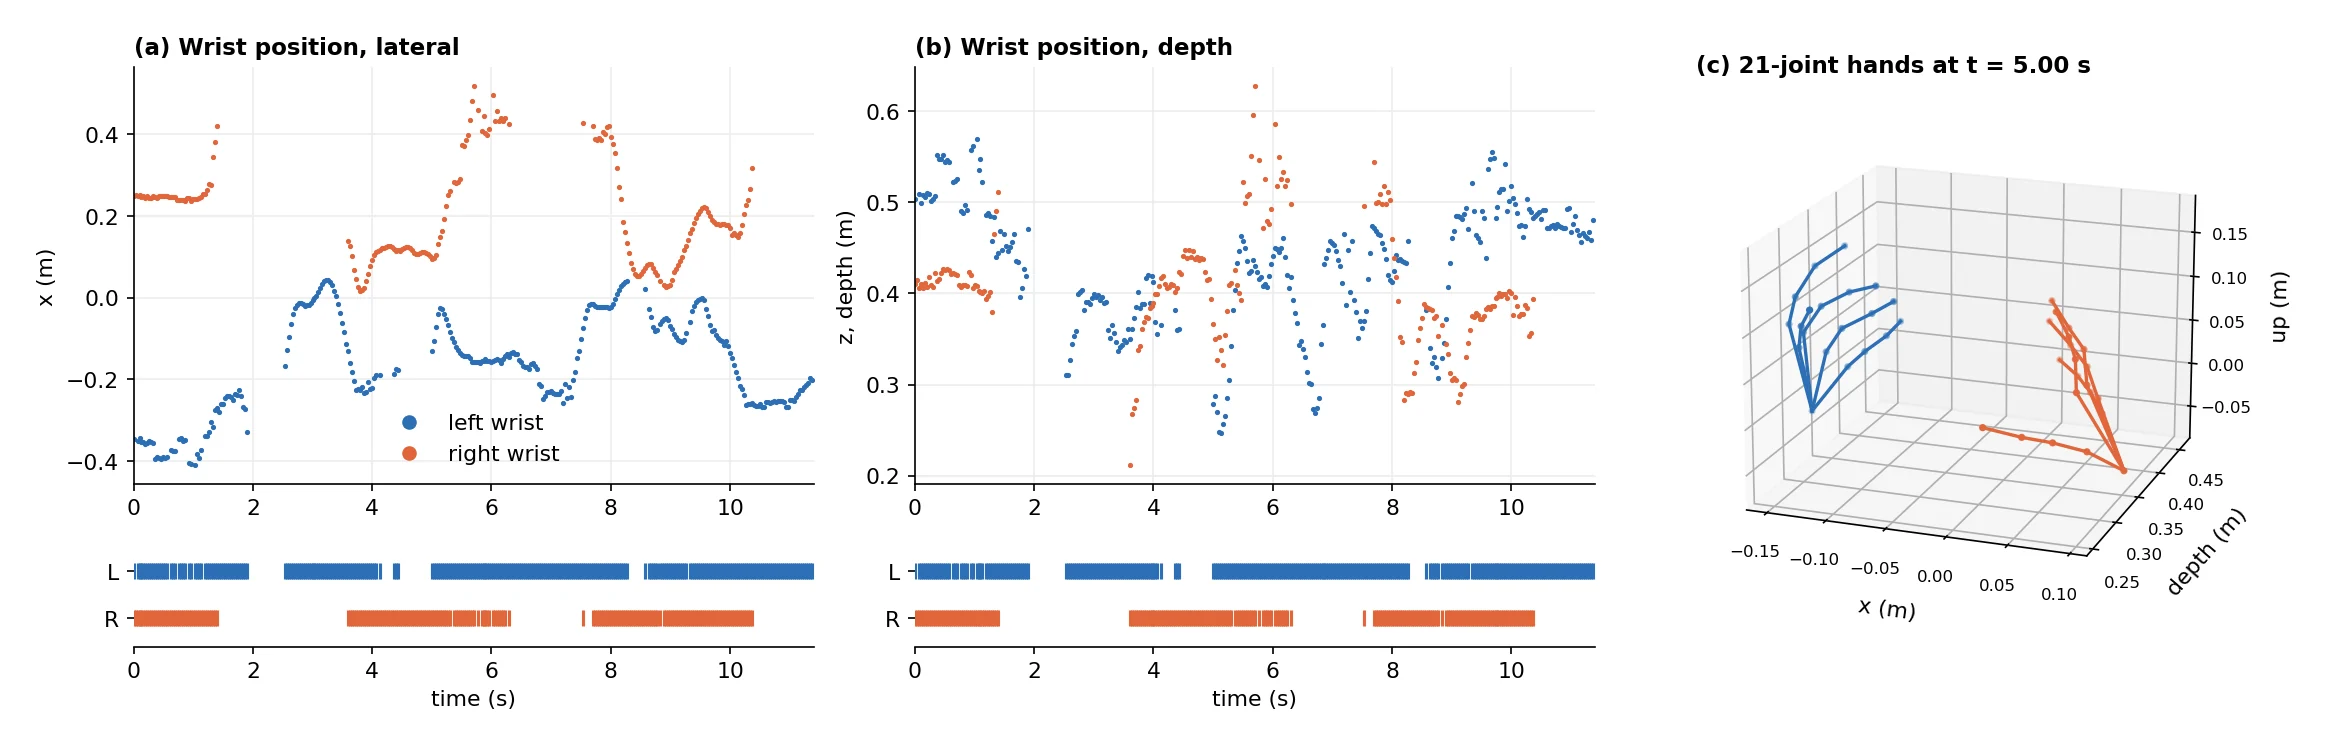 (a) Wrist position, lateral
x (m)
0.4
0.2
0.0
−0.2
−0.4
left wrist
right wrist
0 2 4 6 8 10
L
R
0 2 4 6 8 10
time (s)
(b) Wrist position, depth
z, depth (m)
0.6
0.5
0.4
0.3
0.2
0 2 4 6 8 10
L
R
0 2 4 6 8 10
time (s)
(c) 21-joint hands at t = 5.00 s
0.15
0.10
0.05
0.00
−0.05
up (m)
0.45
0.40
0.35
0.30
0.25
depth (m)
−0.15 −0.10 −0.05 0.00 0.05 0.10
x (m)